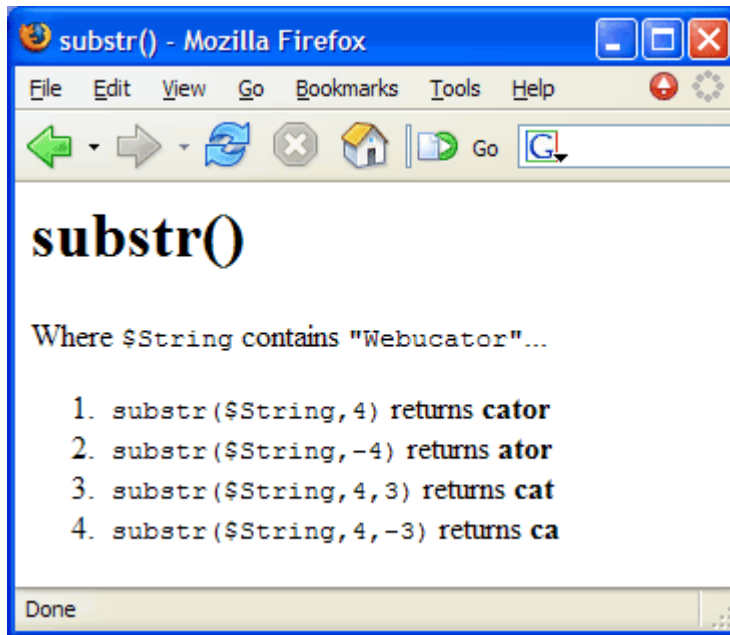 substr() - Mozilla Firefox
File Edit View Go Bookmarks Tools Help
Go G
substr()
Where $String contains "Webucator"...
1. substr($String,4) returns cator
2. substr($String,-4) returns ator
3. substr($String,4,3) returns cat
4. substr($String,4,-3) returns ca
Done